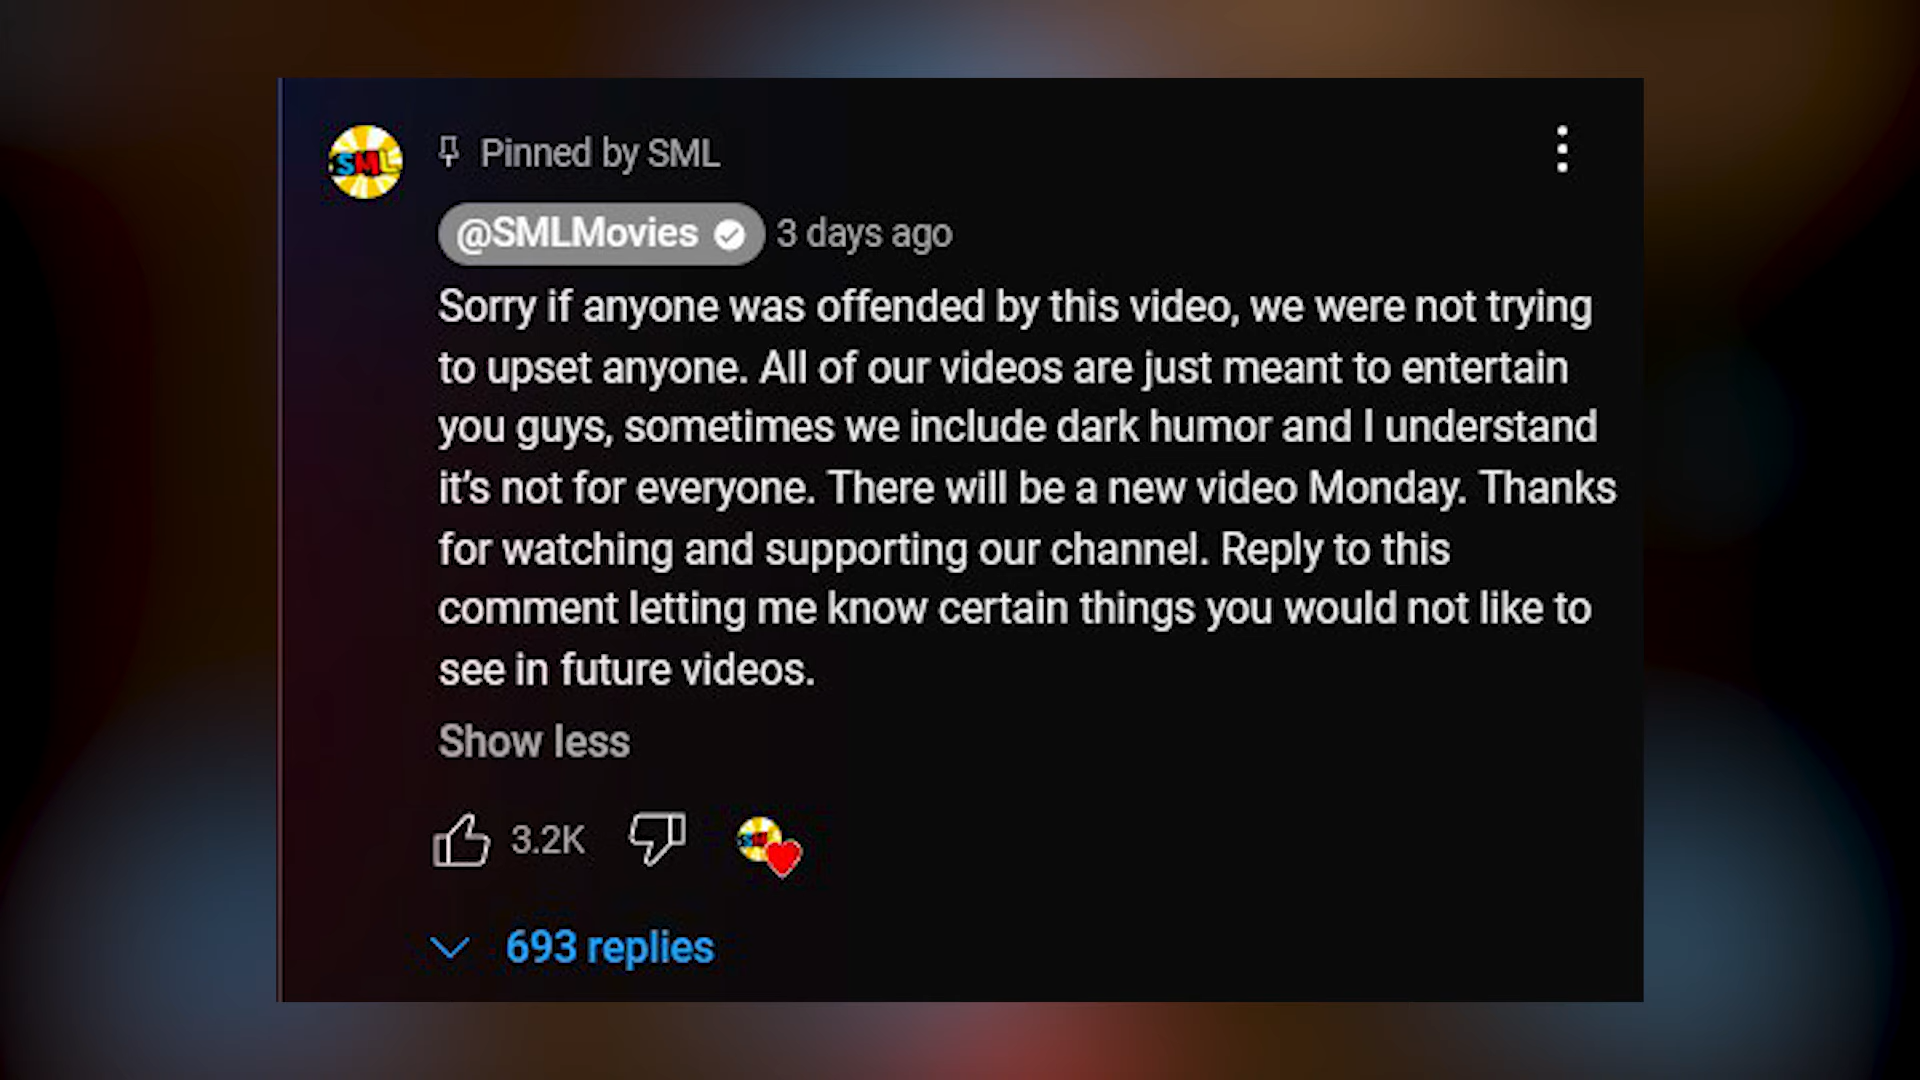 SML
Pinned by SML
@SMLMovies 3 days ago
Sorry if anyone was offended by this video, we were not trying
to upset anyone. All of our videos are just meant to entertain
you guys, sometimes we include dark humor and I understand
it's not for everyone. There will be a new video Monday. Thanks
for watching and supporting our channel. Reply to this
comment letting me know certain things you would not like to
see in future videos.
Show less
3.2K
SML
693 replies